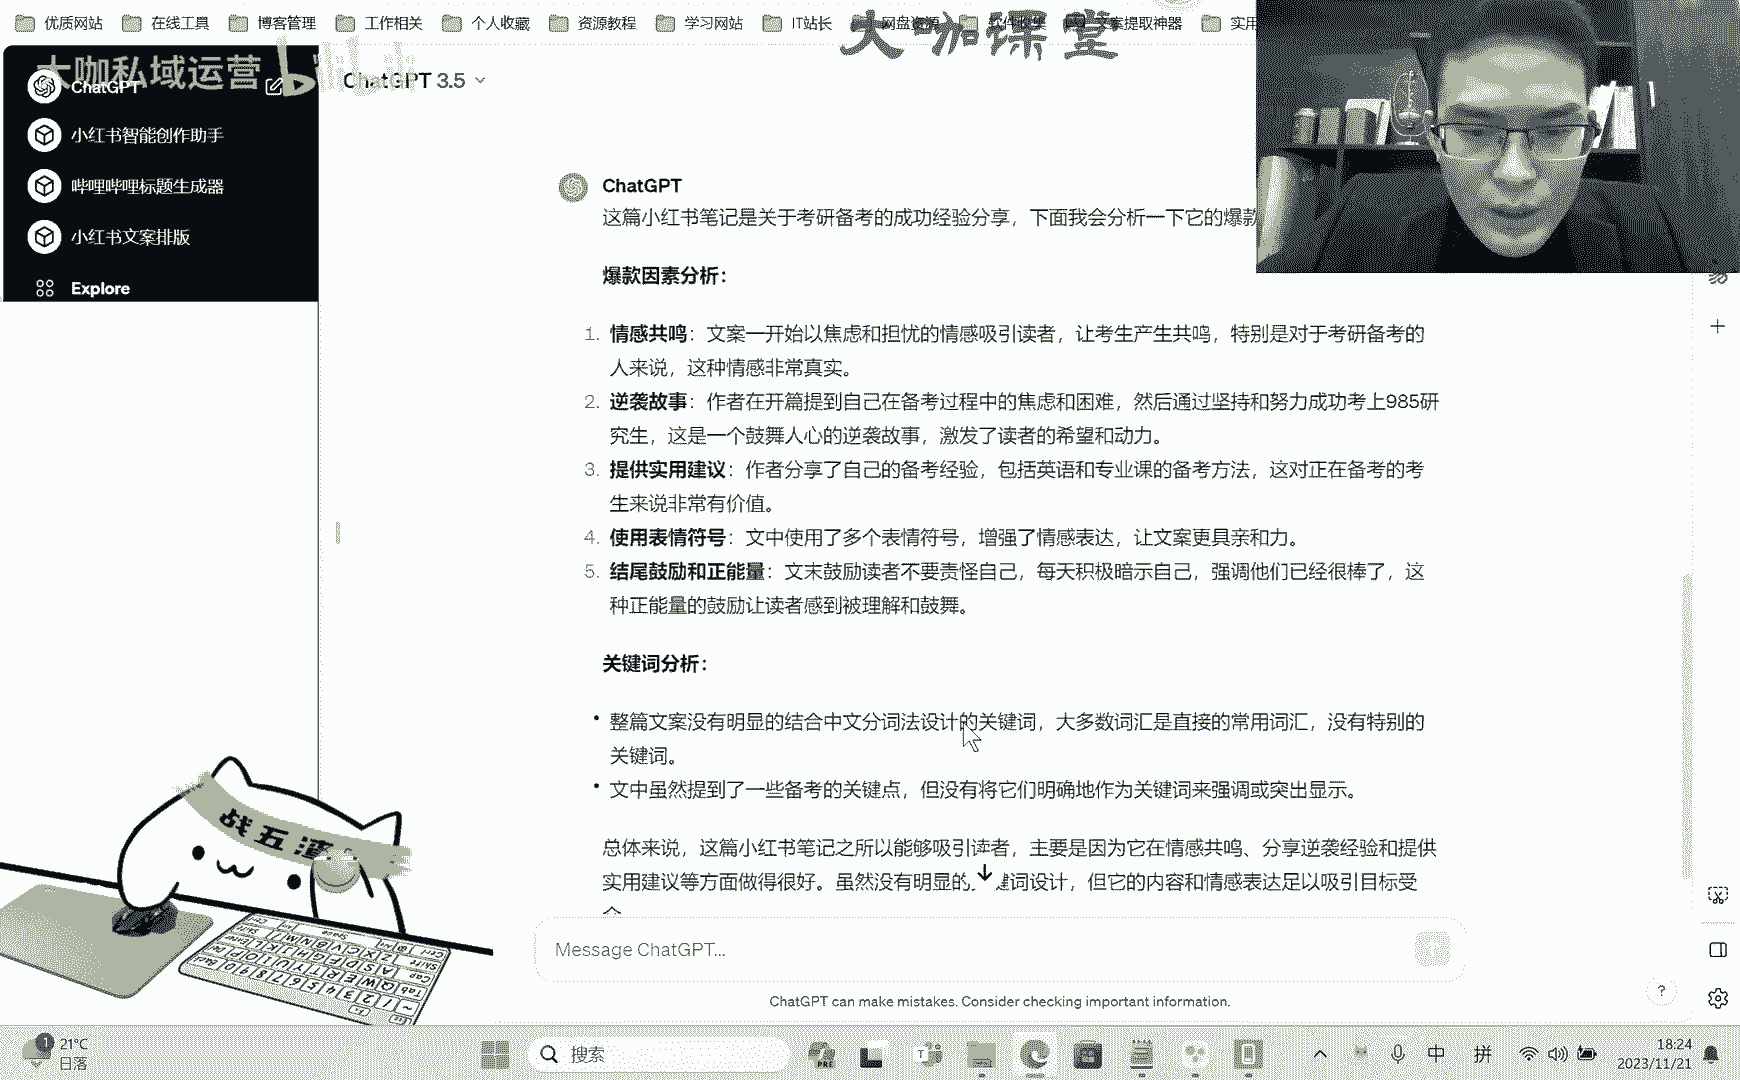 优质网站
在线工具
博客管理
工作相关
个人收藏
资源教程
学习网站
IT站长
网盘资源
软件收集
文案提取神器
实用
大咖课堂
大咖私域运营
ChatGPT
小红书智能创作助手
哔哩哔哩标题生成器
小红书文案排版
Explore
ChatGPT 3.5
ChatGPT
这篇小红书笔记是关于考研备考的成功经验分享，下面我会分析一下它的爆款
爆款因素分析：
1. 情感共鸣：文案一开始以焦虑和担忧的情感吸引读者，让考生产生共鸣，特别是对于考研备考的
人来说，这种情感非常真实。
2. 逆袭故事：作者在开篇提到自己在备考过程中的焦虑和困难，然后通过坚持和努力成功考上985研
究生，这是一个鼓舞人心的逆袭故事，激发了读者的希望和动力。
3. 提供实用建议：作者分享了自己的备考经验，包括英语和专业课的备考方法，这对正在备考的考
生来说非常有价值。
4. 使用表情符号：文中使用了多个表情符号，增强了情感表达，让文案更具亲和力。
5. 结尾鼓励和正能量：文末鼓励读者不要责怪自己，每天积极暗示自己，强调他们已经很棒了，这
种正能量的鼓励让读者感到被理解和鼓舞。
关键词分析：
• 整篇文案没有明显的结合中文分词法设计的关键词，大多数词汇是直接的常用词汇，没有特别的
关键词。
• 文中虽然提到了一些备考的关键点，但没有将它们明确地作为关键词来强调或突出显示。
总体来说，这篇小红书笔记之所以能够吸引读者，主要是因为它在情感共鸣、分享逆袭经验和提供
实用建议等方面做得很好。虽然没有明显的 键词设计，但它的内容和情感表达足以吸引目标受
战五渣
Message ChatGPT...
ChatGPT can make mistakes. Consider checking important information.
?
1
21°C
日落
搜索
PRE
中
拼
18:24
2023/11/21